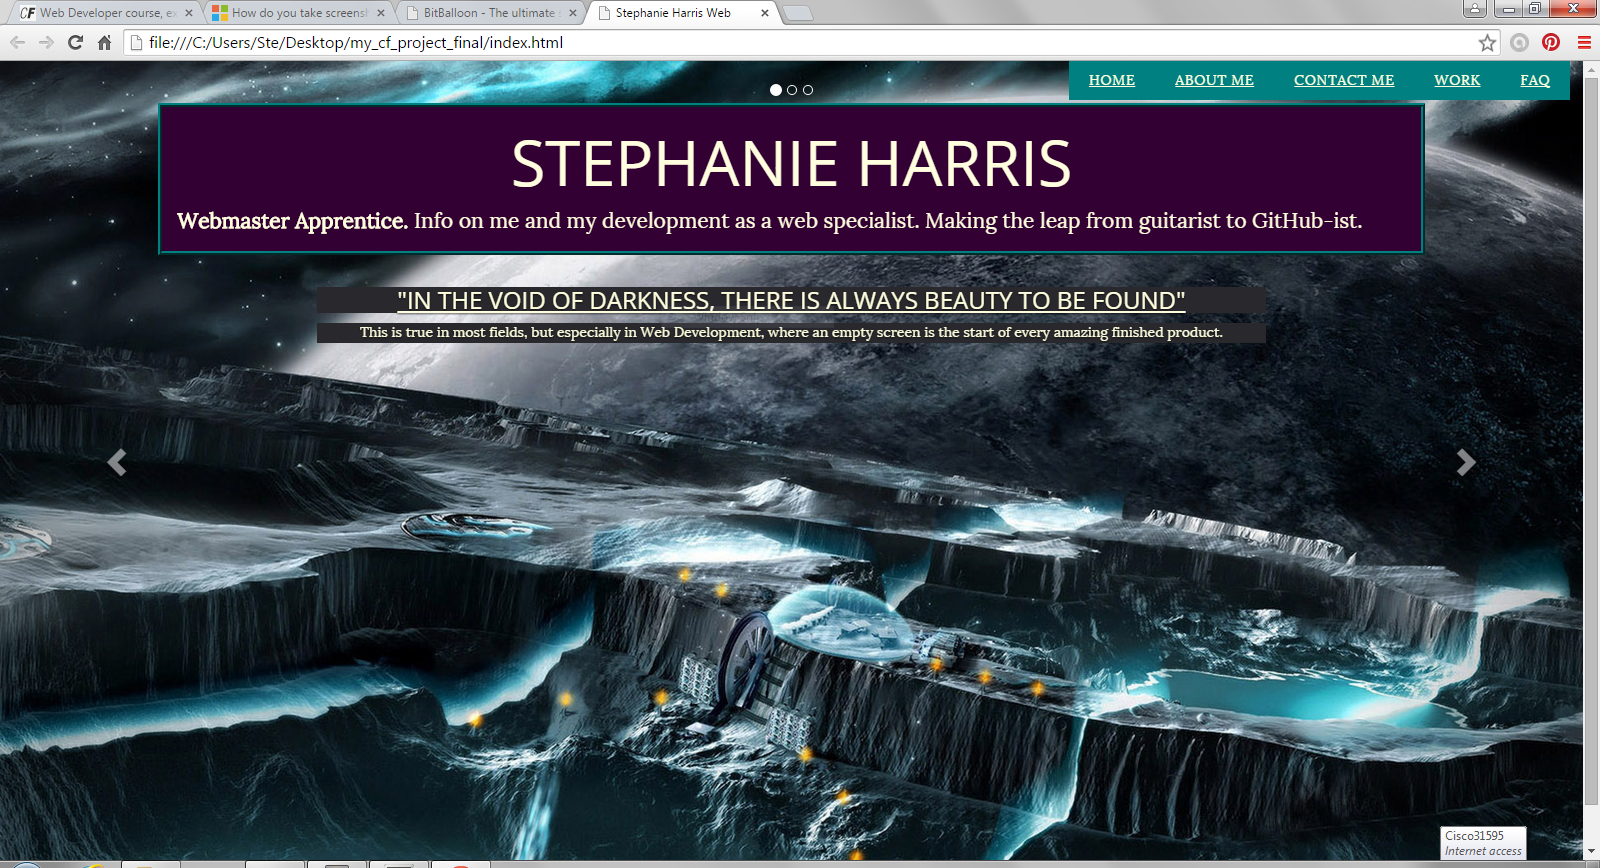 CF Web Developer course, ex
How do you take screensh
BitBalloon - The ultimate s
Stephanie Harris Web
file:///C:/Users/Ste/Desktop/my_cf_project_final/index.html
HOME ABOUT ME CONTACT ME WORK FAQ
STEPHANIE HARRIS
Webmaster Apprentice. Info on me and my development as a web specialist. Making the leap from guitarist to GitHub-ist.
"IN THE VOID OF DARKNESS, THERE IS ALWAYS BEAUTY TO BE FOUND"
This is true in most fields, but especially in Web Development, where an empty screen is the start of every amazing finished product.
Cisco31595
Internet access